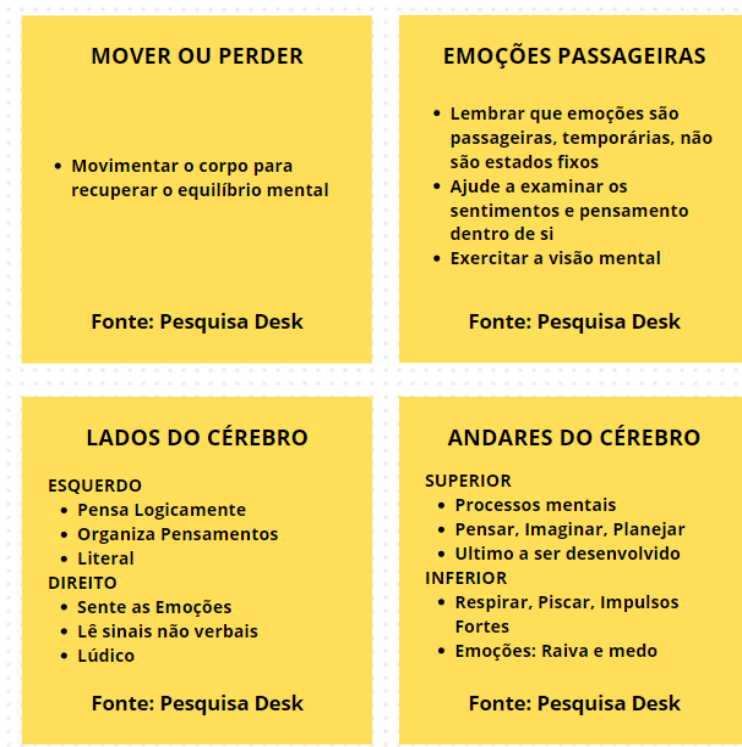 MOVER OU PERDER
• Movimentar o corpo para
recuperar o equilíbrio mental
Fonte: Pesquisa Desk
EMOÇÕES PASSAGEIRAS
• Lembrar que emoções são
passageiras, temporárias, não
são estados fixos
• Ajude a examinar os
sentimentos e pensamento
dentro de si
• Exercitar a visão mental
Fonte: Pesquisa Desk
LADOS DO CÉREBRO
ESQUERDO
• Pensa Logicamente
• Organiza Pensamentos
• Literal
DIREITO
• Sente as Emoções
• Lê sinais não verbais
• Lúdico
Fonte: Pesquisa Desk
ANDARES DO CÉREBRO
SUPERIOR
• Processos mentais
• Pensar, Imaginar, Planejar
• Ultimo a ser desenvolvido
INFERIOR
• Respirar, Piscar, Impulsos
Fortes
• Emoções: Raiva e medo
Fonte: Pesquisa Desk